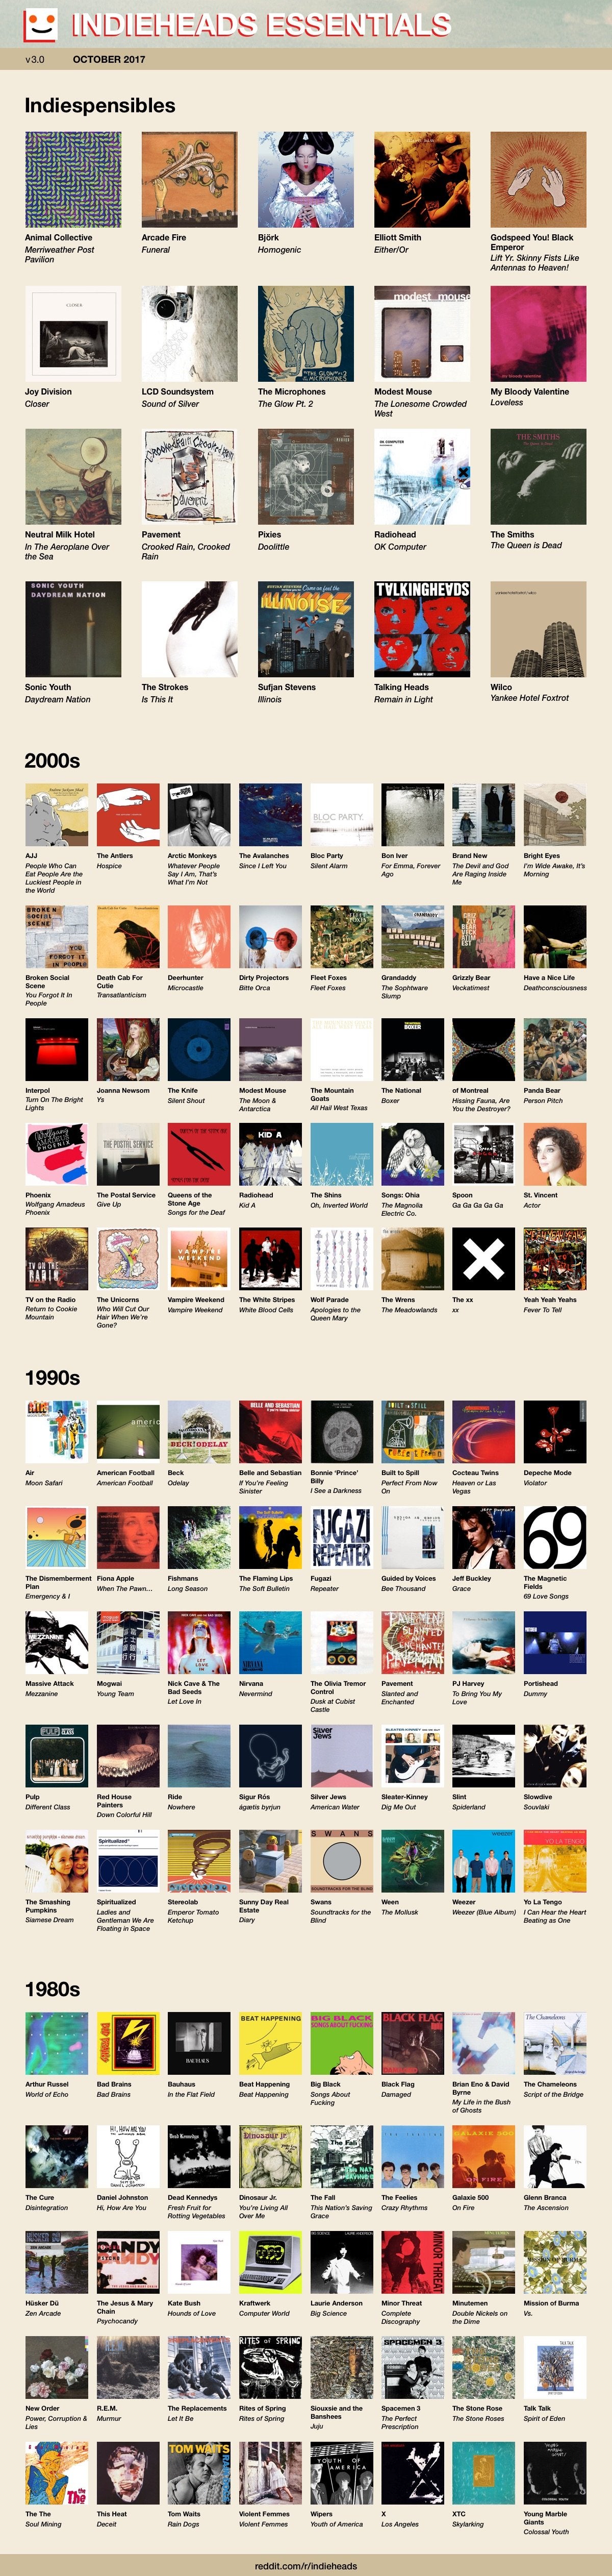 INDIEHEADS ESSENTIALS
v3.0 OCTOBER 2017
Indiespensibles
Animal Collective
Merriweather Post
Pavilion
Arcade Fire
Funeral
Björk
Homogenic
Elliott Smith
Either/Or
Godspeed You! Black
Emperor
Lift Yr. Skinny Fists Like
Antennas to Heaven!
Joy Division
Closer
LCD Soundsystem
Sound of Silver
The Microphones
The Glow Pt. 2
Modest Mouse
The Lonesome Crowded
West
My Bloody Valentine
Loveless
Neutral Milk Hotel
In The Aeroplane Over
the Sea
Pavement
Crooked Rain, Crooked
Rain
Pixies
Doolittle
Radiohead
OK Computer
The Smiths
The Queen is Dead
Sonic Youth
Daydream Nation
The Strokes
Is This It
Sufjan Stevens
Illinois
Talking Heads
Remain in Light
Wilco
Yankee Hotel Foxtrot
2000s
AJJ
People Who Can
Eat People Are the
Luckiest People in
the World
The Antlers
Hospice
Arctic Monkeys
Whatever People
Say I Am, That's
What I'm Not
The Avalanches
Since I Left You
Bloc Party
Silent Alarm
Bon Iver
For Emma, Forever
Ago
Brand New
The Devil and God
Are Raging Inside
Me
Bright Eyes
I'm Wide Awake, It's
Morning
Broken Social
Scene
You Forgot It In
People
Death Cab For
Cutie
Transatlanticism
Deerhunter
Microcastle
Dirty Projectors
Bitte Orca
Fleet Foxes
Fleet Foxes
Grandaddy
The Sophtware
Slump
Grizzly Bear
Veckatimest
Have a Nice Life
Deathconsciousness
Interpol
Turn On The Bright
Lights
Joanna Newsom
Ys
The Knife
Silent Shout
Modest Mouse
The Moon &
Antarctica
The Mountain
Goats
All Hail West Texas
The National
Boxer
of Montreal
Hissing Fauna, Are
You the Destroyer?
Panda Bear
Person Pitch
Phoenix
Wolfgang Amadeus
Phoenix
The Postal Service
Give Up
Queens of the
Stone Age
Songs for the Deaf
Radiohead
Kid A
The Shins
Oh, Inverted World
Songs: Ohia
The Magnolia
Electric Co.
Spoon
Ga Ga Ga Ga Ga
St. Vincent
Actor
TV on the Radio
Return to Cookie
Mountain
The Unicorns
Who Will Cut Our
Hair When We're
Gone?
Vampire Weekend
Vampire Weekend
The White Stripes
White Blood Cells
Wolf Parade
Apologies to the
Queen Mary
The Wrens
The Meadowlands
The xx
xx
Yeah Yeah Yeahs
Fever To Tell
1990s
Air
Moon Safari
American Football
American Football
Beck
Odelay
Belle and Sebastian
If You're Feeling
Sinister
Bonnie 'Prince'
Billy
I See a Darkness
Built to Spill
Perfect From Now
On
Cocteau Twins
Heaven or Las
Vegas
Depeche Mode
Violator
The Dismemberment
Plan
Emergency & I
Fiona Apple
When The Pawn...
Fishmans
Long Season
The Flaming Lips
The Soft Bulletin
Fugazi
Repeater
Guided by Voices
Bee Thousand
Jeff Buckley
Grace
The Magnetic
Fields
69 Love Songs
Massive Attack
Mezzanine
Mogwai
Young Team
Nick Cave & The
Bad Seeds
Let Love In
Nirvana
Nevermind
The Olivia Tremor
Control
Dusk at Cubist
Castle
Pavement
Slanted and
Enchanted
PJ Harvey
To Bring You My
Love
Portishead
Dummy
Pulp
Different Class
Red House
Painters
Down Colorful Hill
Ride
Nowhere
Sigur Rós
ágætis byrjun
Silver Jews
American Water
Sleater-Kinney
Dig Me Out
Slint
Spiderland
Slowdive
Souvlaki
The Smashing
Pumpkins
Siamese Dream
Spiritualized
Ladies and
Gentleman We Are
Floating in Space
Stereolab
Emperor Tomato
Ketchup
Sunny Day Real
Estate
Diary
Swans
Soundtracks for the
Blind
Ween
The Mollusk
Weezer
Weezer (Blue Album)
Yo La Tengo
I Can Hear the Heart
Beating as One
1980s
Arthur Russel
World of Echo
Bad Brains
Bad Brains
Bauhaus
In the Flat Field
Beat Happening
Beat Happening
Big Black
Songs About
Fucking
Black Flag
Damaged
Brian Eno & David
Byrne
My Life in the Bush
of Ghosts
The Chameleons
Script of the Bridge
The Cure
Disintegration
Daniel Johnston
Hi, How Are You
Dead Kennedys
Fresh Fruit for
Rotting Vegetables
Dinosaur Jr.
You're Living All
Over Me
The Fall
This Nation's Saving
Grace
The Feelies
Crazy Rhythms
Galaxie 500
On Fire
Glenn Branca
The Ascension
Hüsker Dü
Zen Arcade
The Jesus & Mary
Chain
Psychocandy
Kate Bush
Hounds of Love
Kraftwerk
Computer World
Laurie Anderson
Big Science
Minor Threat
Complete
Discography
Minutemen
Double Nickels on
the Dime
Mission of Burma
Vs.
New Order
Power, Corruption &
Lies
R.E.M.
Murmur
The Replacements
Let It Be
Rites of Spring
Rites of Spring
Siouxsie and the
Banshees
Juju
Spacemen 3
The Perfect
Prescription
The Stone Rose
The Stone Roses
Talk Talk
Spirit of Eden
The The
Soul Mining
This Heat
Deceit
Tom Waits
Rain Dogs
Violent Femmes
Violent Femmes
Wipers
Youth of America
X
Los Angeles
XTC
Skylarking
Young Marble
Giants
Colossal Youth
reddit.com/r/indieheads